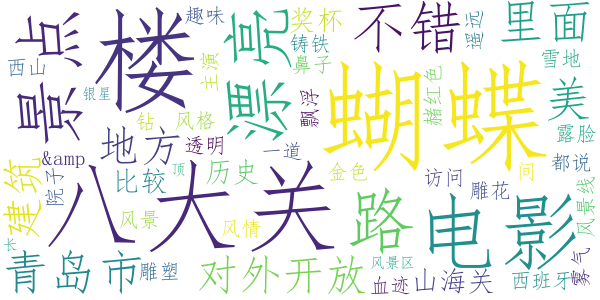 趣味
奖杯
不错
里面
铸铁
遥远
西山
鼻子
主演
雪地
景点
楼
漂亮
银星
赭红色
蝴蝶
美
钻
风格
飘浮
露脸
地方
透明
一道
&amp
建筑
院子
比较
历史
顶
金色
访问
问
都说
八大关
路
电影
雕花
风景线
风景
风情
长
青岛市
雕塑
对外开放
风景区
血迹
山海关
西班牙
雾气